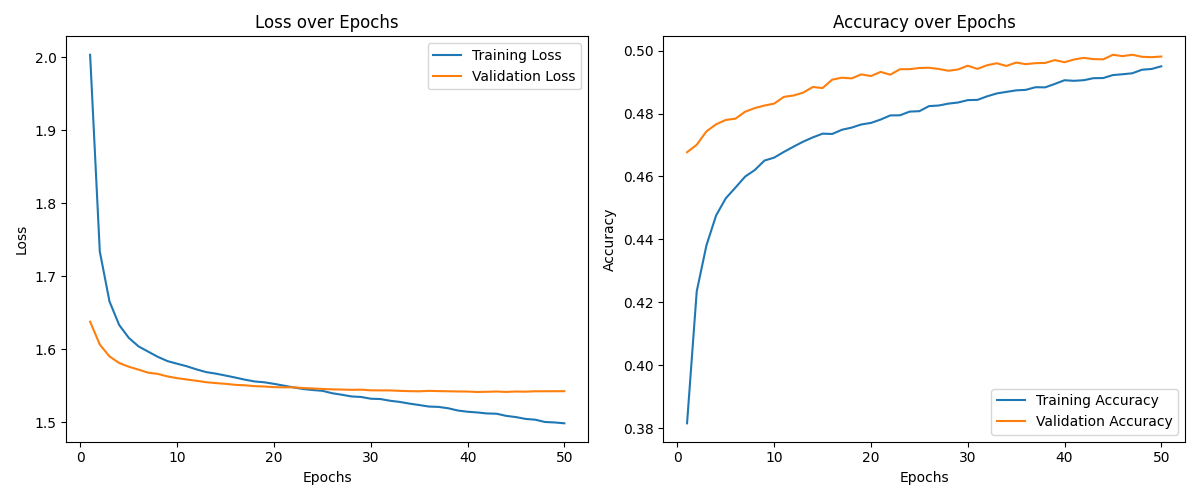 Loss over Epochs
Training Loss
Validation Loss
2.0
1.9
1.8
1.7
1.6
1.5
Loss
0
10
20
30
40
50
Epochs
Accuracy over Epochs
0.50
0.48
0.46
0.44
0.42
0.40
0.38
Accuracy
Training Accuracy
Validation Accuracy
0
10
20
30
40
50
Epochs